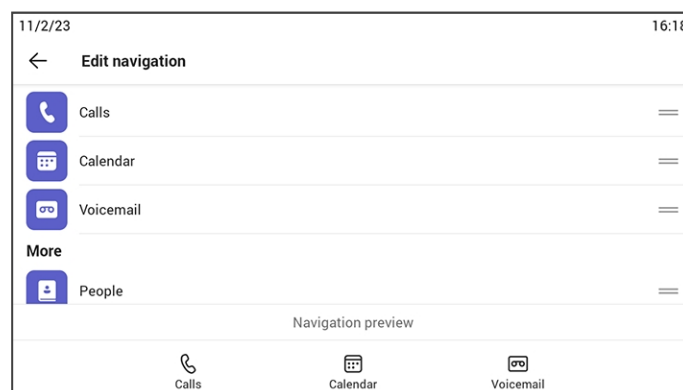 11/2/23 16:18
Edit navigation
Calls
Calendar
Voicemail
More
People
Navigation preview
Calls Calendar Voicemail